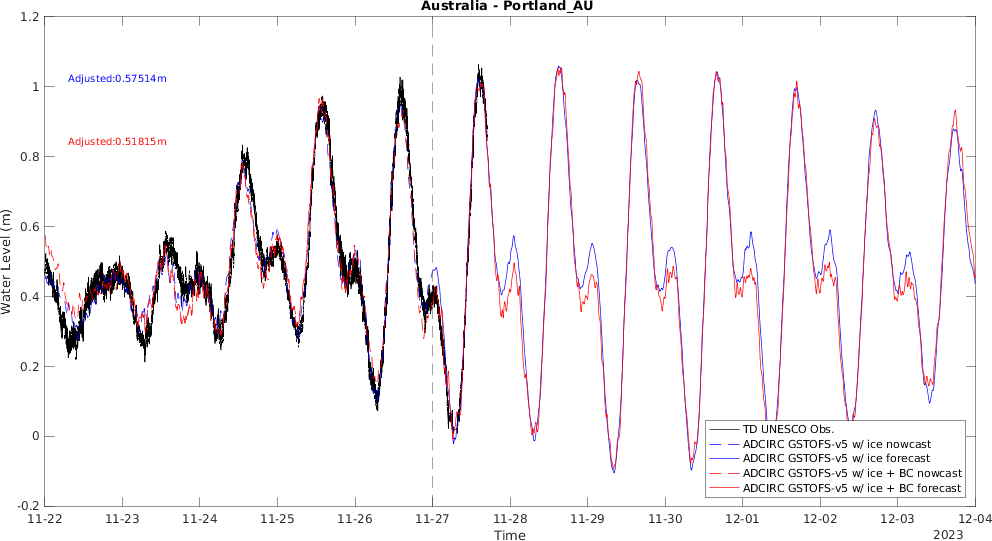 Australia - Portland_AU
1.2
1
0.8
0.6
0.4
0.2
0
-0.2
Water Level (m)
Adjusted:0.57514m
Adjusted:0.51815m
TD UNESCO Obs.
ADCIRC GSTOFS-v5 w/ ice nowcast
ADCIRC GSTOFS-v5 w/ ice forecast
ADCIRC GSTOFS-v5 w/ ice + BC nowcast
ADCIRC GSTOFS-v5 w/ ice + BC forecast
11-22 11-23 11-24 11-25 11-26 11-27 11-28 11-29 11-30 12-01 12-02 12-03 12-04
Time
2023